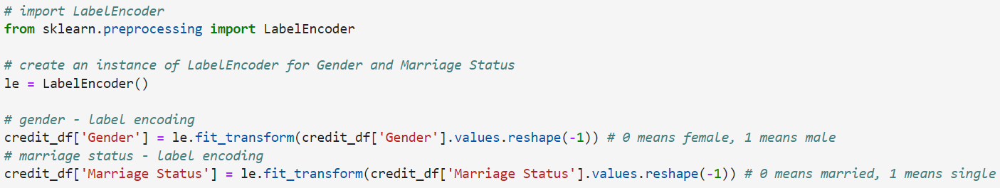 # import LabelEncoder
from sklearn.preprocessing import LabelEncoder

# create an instance of LabelEncoder for Gender and Marriage Status
le = LabelEncoder()

# gender - label encoding
credit_df['Gender'] = le.fit_transform(credit_df['Gender'].values.reshape(-1)) # 0 means female, 1 means male
# marriage status - label encoding
credit_df['Marriage Status'] = le.fit_transform(credit_df['Marriage Status'].values.reshape(-1)) # 0 means married, 1 means single